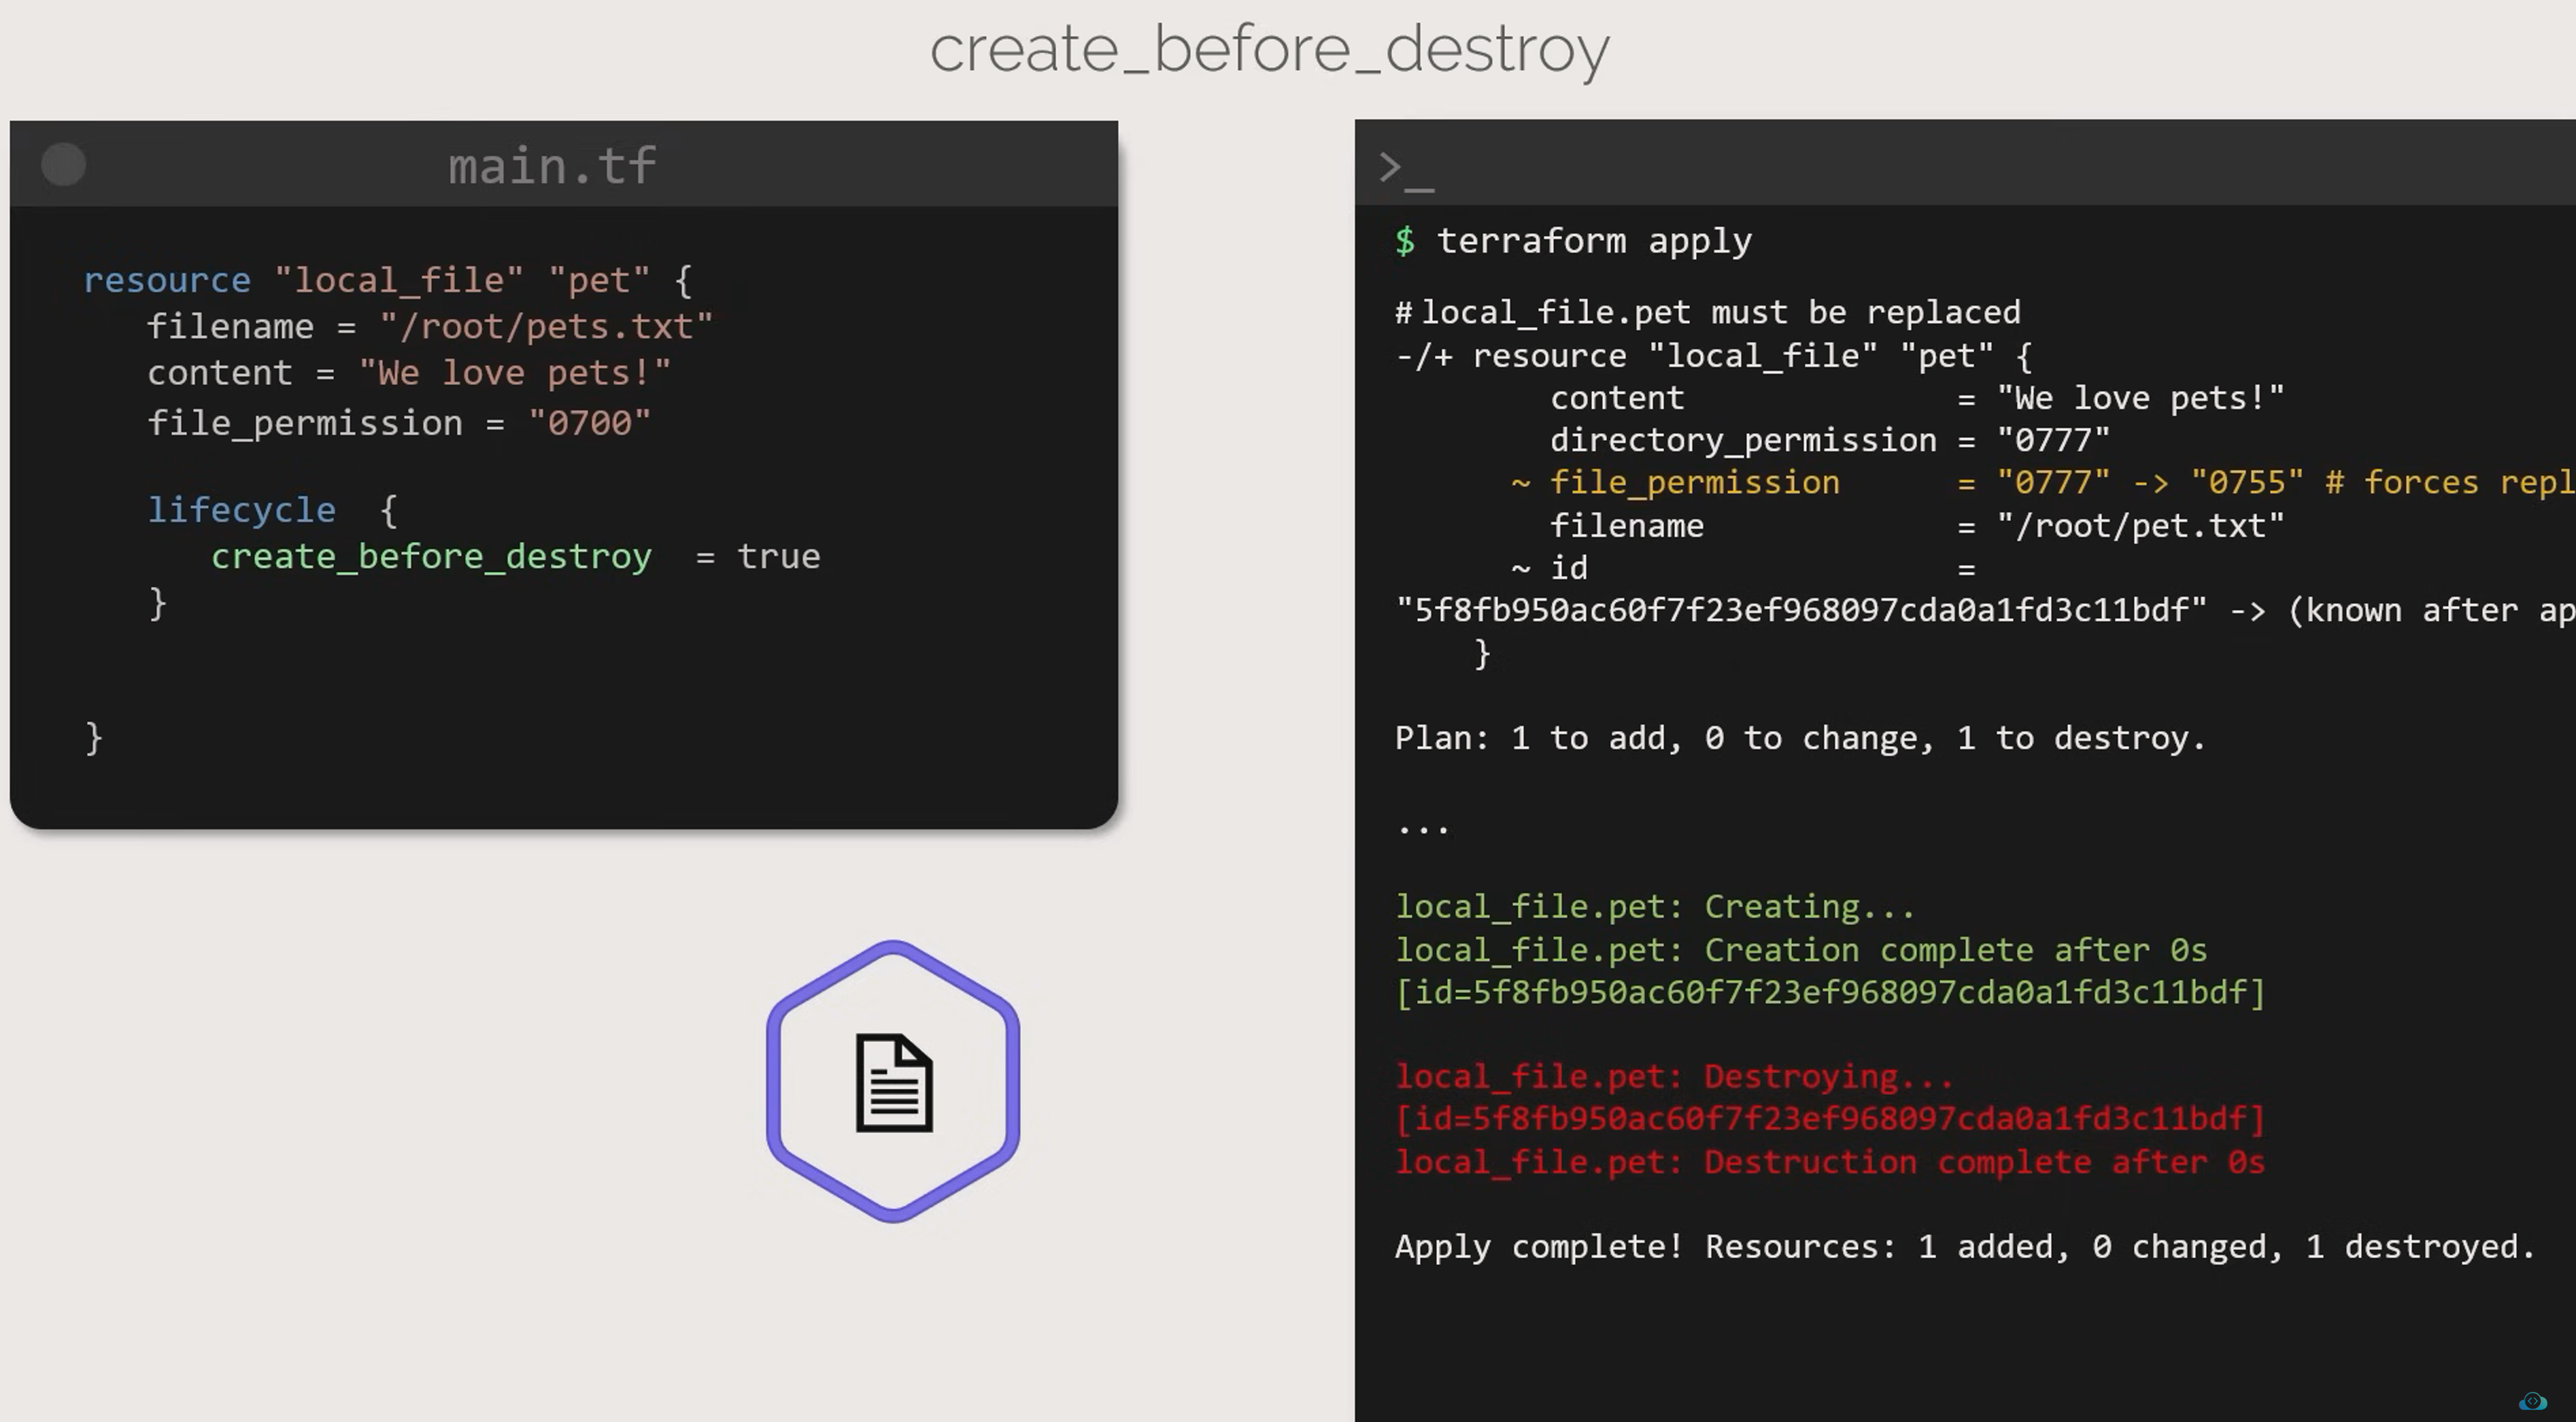 create_before_destroy
main.tf
resource "local_file" "pet" {
filename = "/root/pets.txt"
content = "We love pets!"
file_permission = "0700"
lifecycle {
create_before_destroy = true
}
}
>_
$ terraform apply
# local_file.pet must be replaced
-/+ resource "local_file" "pet" {
content = "We love pets!"
directory_permission = "0777"
~ file_permission = "0777" -> "0755" # forces repl
filename = "/root/pet.txt"
~ id =
"5f8fb950ac60f7f23ef968097cda0a1fd3c11bdf" -> (known after ap
}
Plan: 1 to add, 0 to change, 1 to destroy.
...
local_file.pet: Creating...
local_file.pet: Creation complete after 0s
[id=5f8fb950ac60f7f23ef968097cda0a1fd3c11bdf]
local_file.pet: Destroying...
[id=5f8fb950ac60f7f23ef968097cda0a1fd3c11bdf]
local_file.pet: Destruction complete after 0s
Apply complete! Resources: 1 added, 0 changed, 1 destroyed.